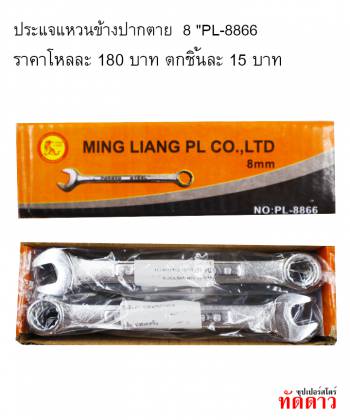 ประแจแหวนข้างปากตาย 8 "PL-8866
ราคาโหลละ 180 บาท ตกชิ้นละ 15 บาท
MING LIANG PL CO.,LTD
8mm
NO:PL-8866
ซุปเปอร์สโตร์
ทัดดาว